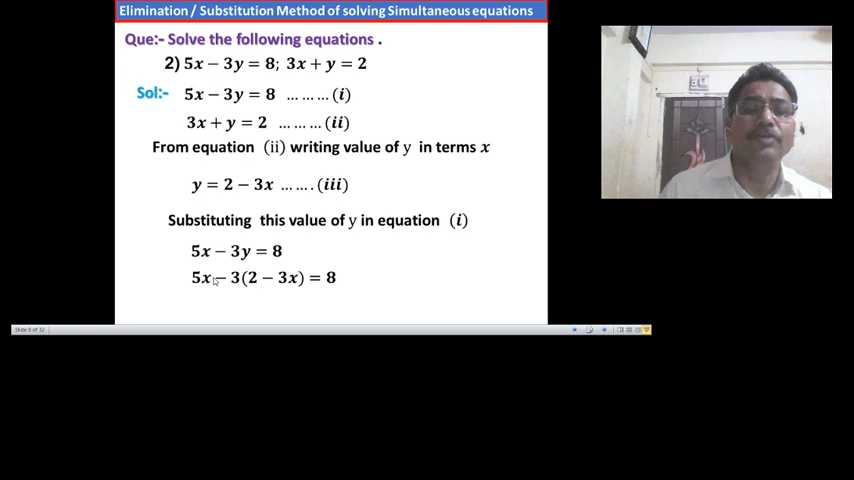 Elimination / Substitution Method of solving Simultaneous equations
Que:- Solve the following equations .
2) 5x − 3y = 8; 3x + y = 2
Sol:- 5x − 3y = 8 ... ... ... (i)
3x + y = 2 ... ... ... (ii)
From equation (ii) writing value of y in terms x
y = 2 − 3x ... ... . (iii)
Substituting this value of y in equation (i)
5x − 3y = 8
5x − 3(2 − 3x) = 8
Slide 8 of 32